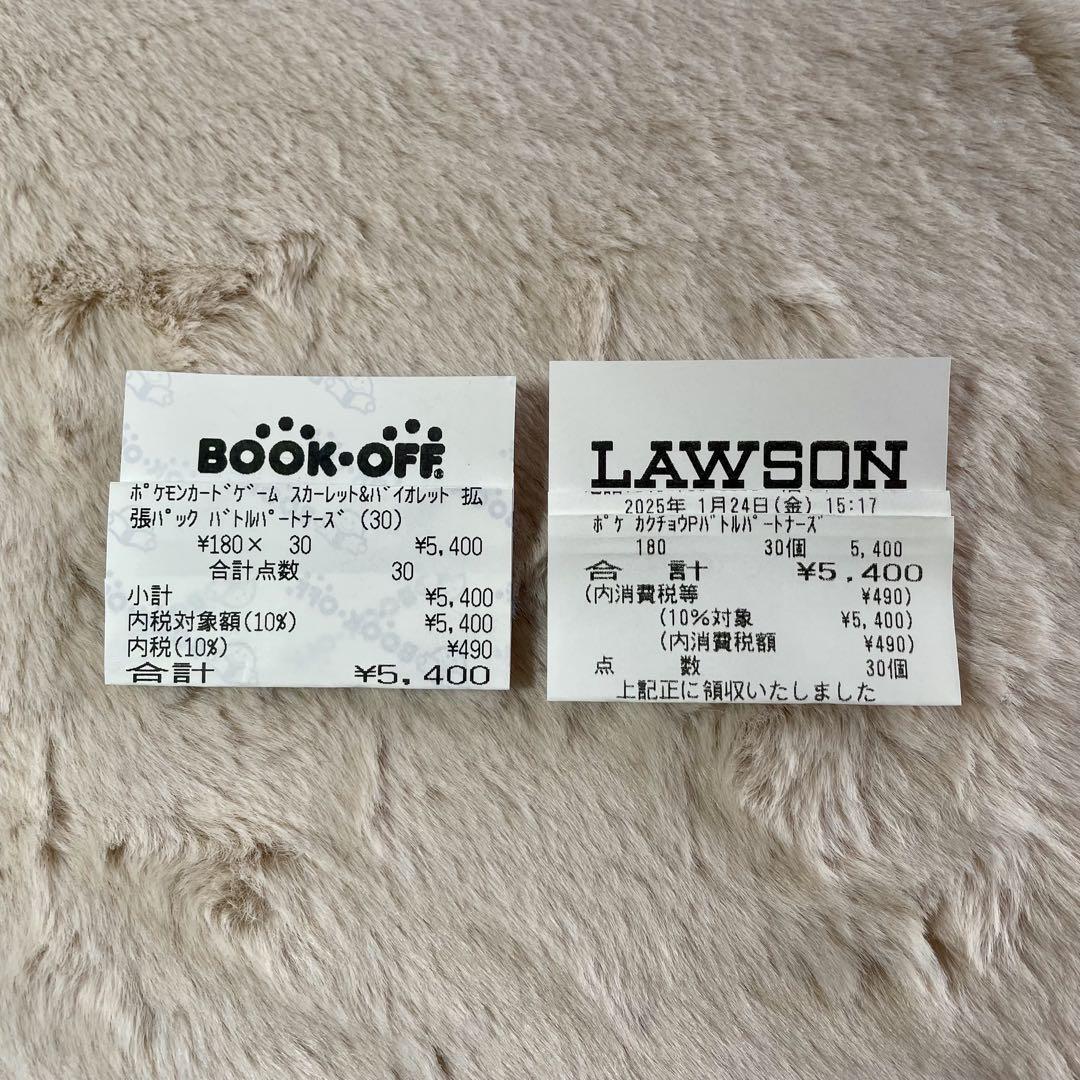 BOOK・OFF
ﾎﾟｹﾓﾝｶｰﾄﾞｹﾞｰﾑ ｽｶｰﾚｯﾄ&ﾊﾞｲｵﾚｯﾄ 拡
張ﾊﾟｯｸ ﾊﾞﾄﾙﾊﾟｰﾄﾅｰｽﾞ (30)
¥180× 30 ¥5,400
合計点数 30
小計 ¥5,400
内税対象額(10%) ¥5,400
内税(10%) ¥490
合計 ¥5,400
LAWSON
2025年 1月24日(金) 15:17
ﾎﾟｹ ｶｸﾁｮｳPﾊﾞﾄﾙﾊﾟｰﾄﾅｰｽﾞ
180 30個 5,400
合 計 ¥5,400
(内消費税等 ¥490)
(10%対象 ¥5,400)
(内消費税額 ¥490)
点 数 30個
上記正に領収いたしました